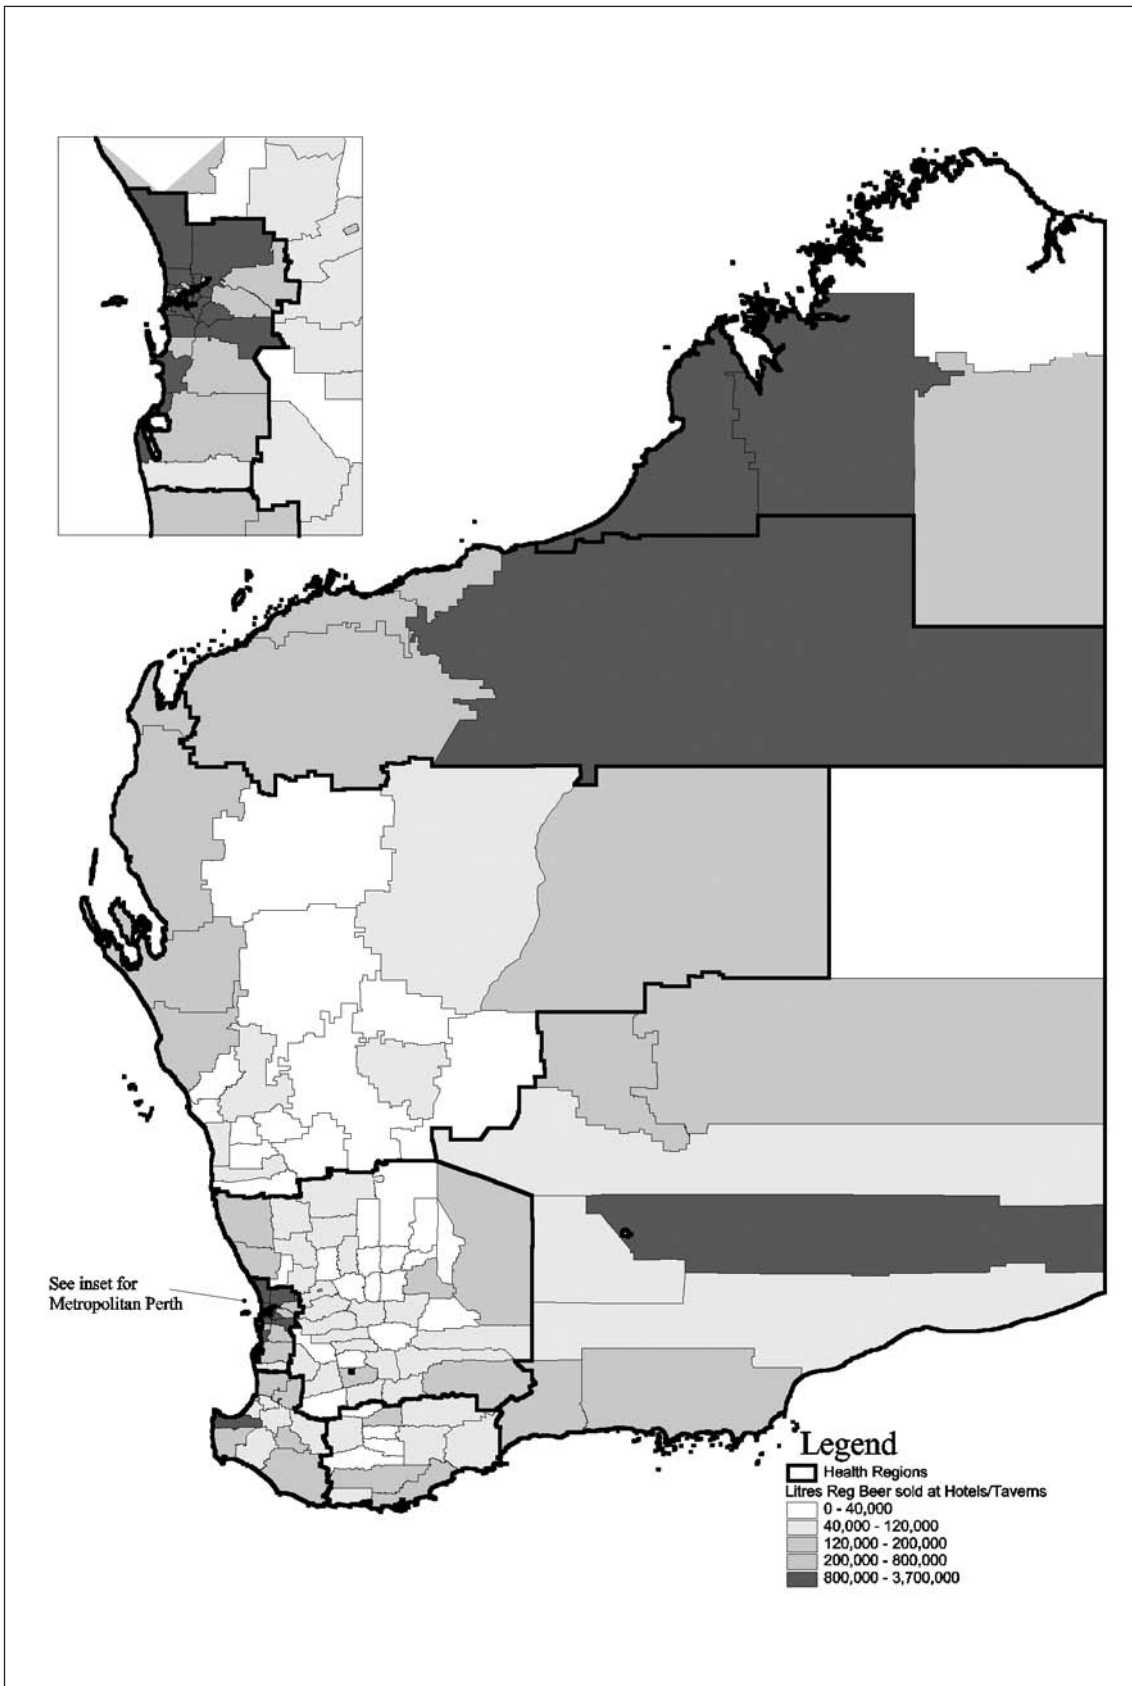 See inset for
Metropolitan Perth
Legend
Health Regions
Litres Reg Beer sold at Hotels/Taverns
0 - 40,000
40,000 - 120,000
120,000 - 200,000
200,000 - 800,000
800,000 - 3,700,000